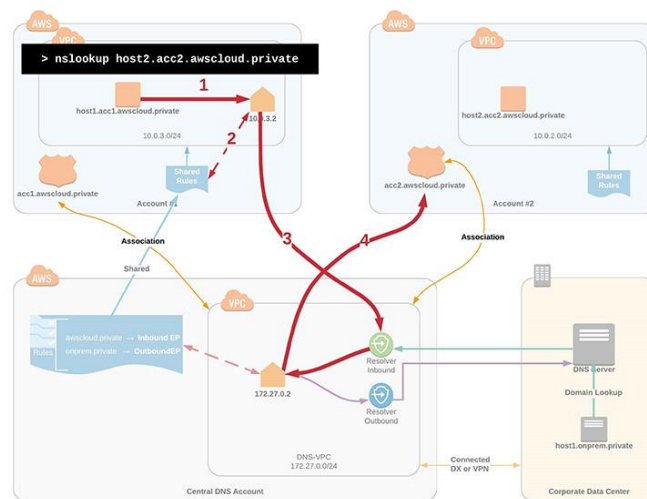 AWS
VPC
> nslookup host2.acc2.awscloud.private
1
host1.acc1.awscloud.private
10.0.3.2
2
10.0.3.0/24
Shared
Rules
acc1.awscloud.private
Account #1
AWS
VPC
host2.acc2.awscloud.private
10.0.2.0/24
Shared
Rules
acc2.awscloud.private
Account #2
3
4
Association
Shared
Association
AWS
VPC
Rules
awscloud.private → Inbound EP
onprem.private → OutboundEP
Resolver
Inbound
172.27.0.2
Resolver
Outbound
DNS-VPC
172.27.0.0/24
Central DNS Account
DNS Server
Domain Lookup
host1.onprem.private
Connected
DX or VPN
Corporate Data Center